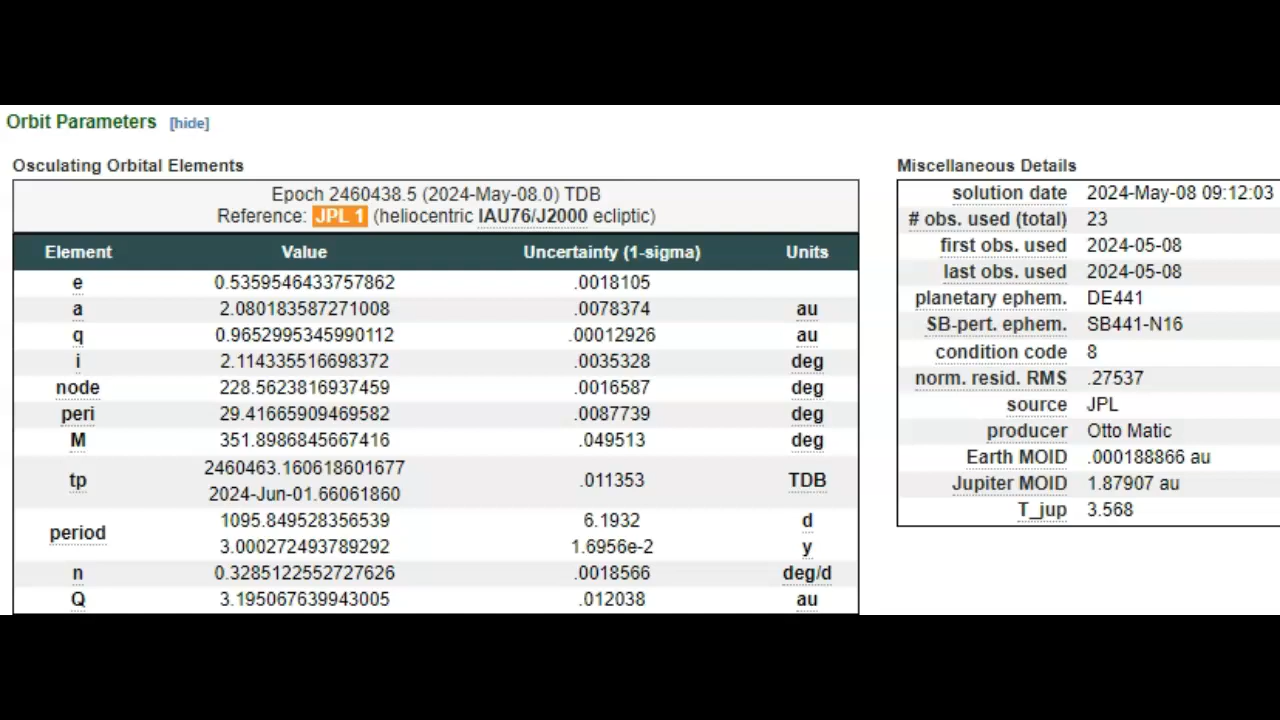 Orbit Parameters [hide]
Osculating Orbital Elements
Epoch 2460438.5 (2024-May-08.0) TDB
Reference: JPL 1 (heliocentric IAU76/J2000 ecliptic)
Element Value Uncertainty (1-sigma) Units
e 0.5359546433757862 .0018105
a 2.080183587271008 .0078374 au
q 0.9652995345990112 .00012926 au
i 2.114335516698372 .0035328 deg
node 228.5623816937459 .0016587 deg
peri 29.41665909469582 .0087739 deg
M 351.8986845667416 .049513 deg
tp 2460463.160618601677 .011353 TDB
2024-Jun-01.66061860
period 1095.849528356539 6.1932 d
3.000272493789292 1.6956e-2 y
n 0.3285122552727626 .0018566 deg/d
Q 3.195067639943005 .012038 au
Miscellaneous Details
solution date 2024-May-08 09:12:03
# obs. used (total) 23
first obs. used 2024-05-08
last obs. used 2024-05-08
planetary ephem. DE441
SB-pert. ephem. SB441-N16
condition code 8
norm. resid. RMS .27537
source JPL
producer Otto Matic
Earth MOID .000188866 au
Jupiter MOID 1.87907 au
T_jup 3.568